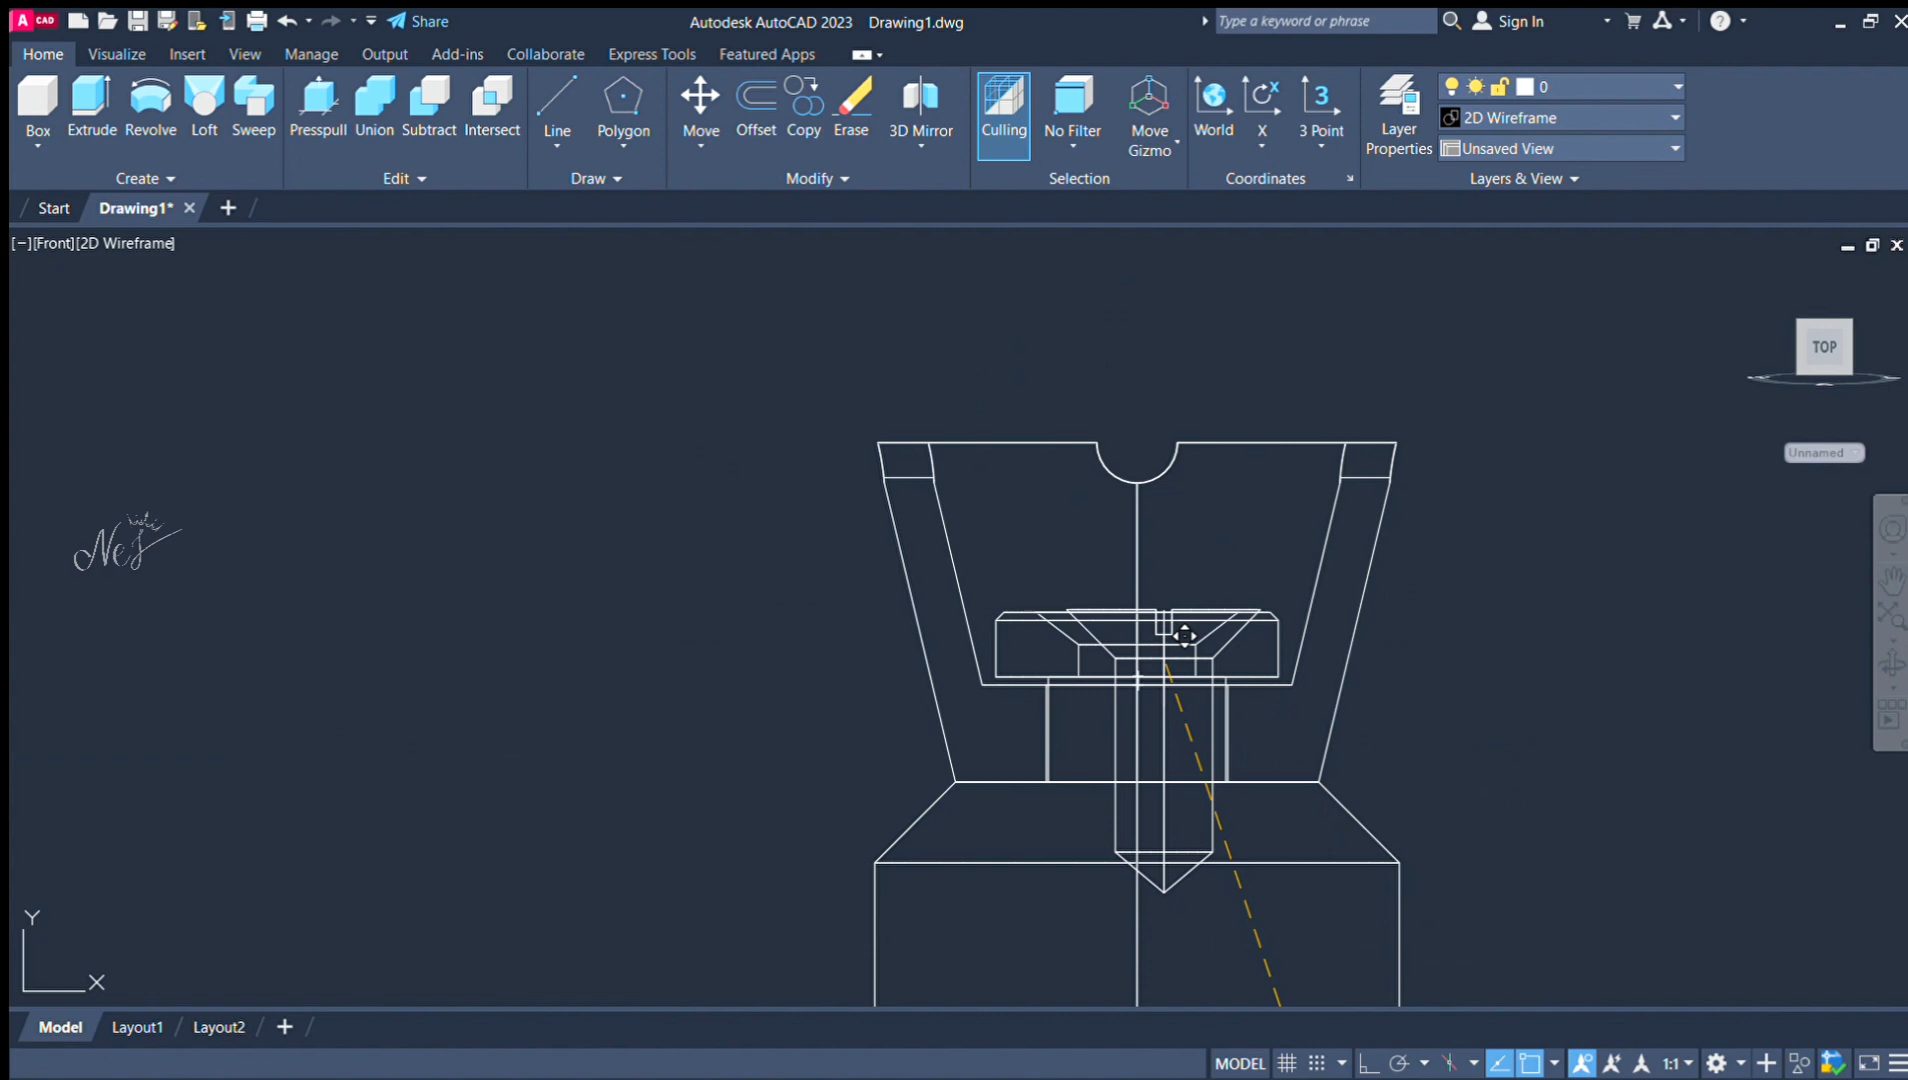 A CAD Share Autodesk AutoCAD 2023 Drawing1.dwg Type a keyword or phrase Sign In
Home Visualize Insert View Manage Output Add-ins Collaborate Express Tools Featured Apps
Box Extrude Revolve Loft Sweep Presspull Union Subtract Intersect Line Polygon Move Offset Copy Erase 3D Mirror Culling No Filter Move Gizmo World X 3 Point Layer Properties 0
2D Wireframe
Unsaved View
Create Edit Draw Modify Selection Coordinates Layers & View
Start Drawing1*
[−][Front][2D Wireframe]
TOP
Unnamed
Y
X
Model Layout1 Layout2
MODEL 1:1